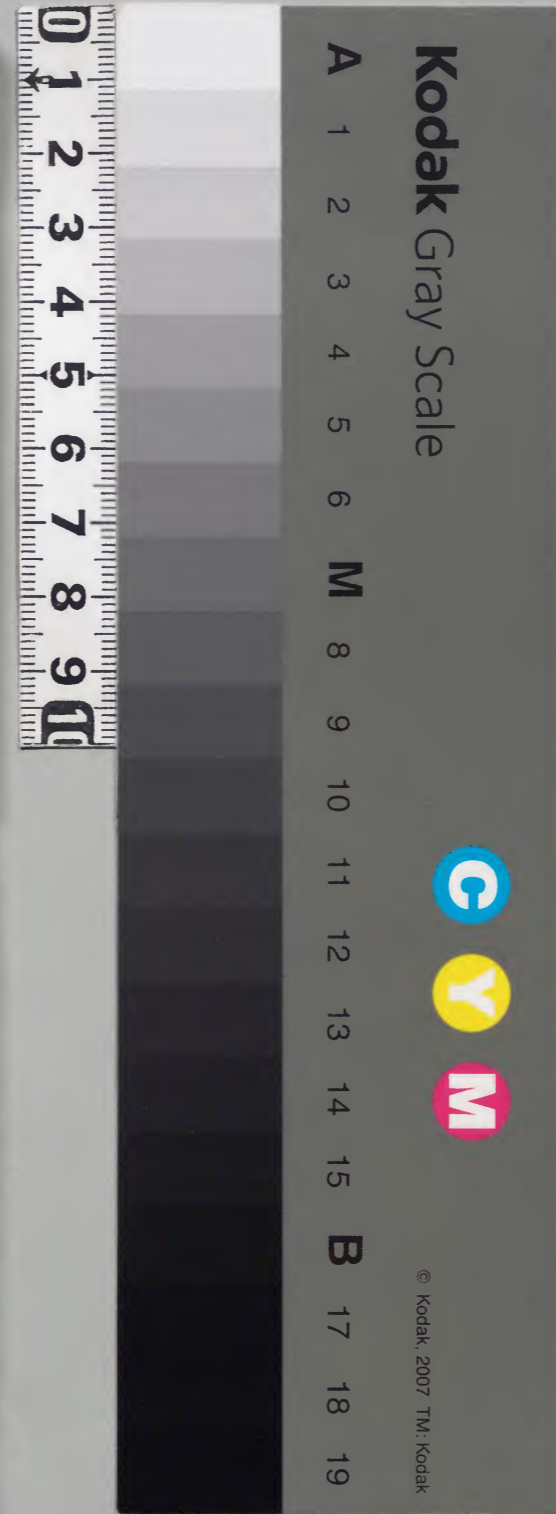 Kodak Gray Scale
C Y M
© Kodak, 2007 TM: Kodak
A 1 2 3 4 5 6 M 8 9 10 11 12 13 14 15 B 17 18 19
0 1 2 3 4 5 6 7 8 9 10